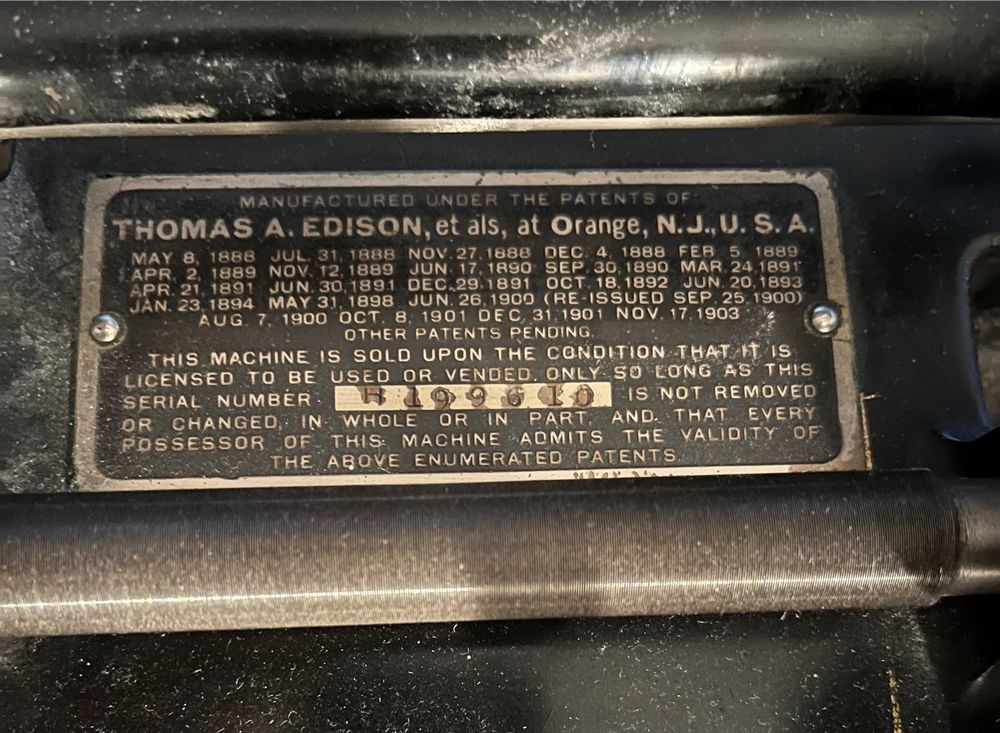 MANUFACTURED UNDER THE PATENTS OF
THOMAS A. EDISON, et als, at Orange, N.J., U. S. A.
MAY 8, 1888 JUL. 31, 1888 NOV. 27, 1888 DEC. 4, 1888 FEB. 5, 1889
APR. 2, 1889 NOV. 12, 1889 JUN. 17, 1890 SEP. 30, 1890 MAR. 24, 1891
APR. 21, 1891 JUN. 30, 1891 DEC. 29, 1891 OCT. 18, 1892 JUN. 20, 1893
JAN. 23, 1894 MAY 31, 1898 JUN. 26, 1900 (RE-ISSUED SEP. 25, 1900)
AUG. 7, 1900 OCT. 8, 1901 DEC. 31, 1901 NOV. 17, 1903
OTHER PATENTS PENDING.
THIS MACHINE IS SOLD UPON THE CONDITION THAT IT IS
LICENSED TO BE USED OR VENDED ONLY SO LONG AS THIS
SERIAL NUMBER H 199610 IS NOT REMOVED
OR CHANGED, IN WHOLE OR IN PART, AND THAT EVERY
POSSESSOR OF THIS MACHINE ADMITS THE VALIDITY OF
THE ABOVE ENUMERATED PATENTS.